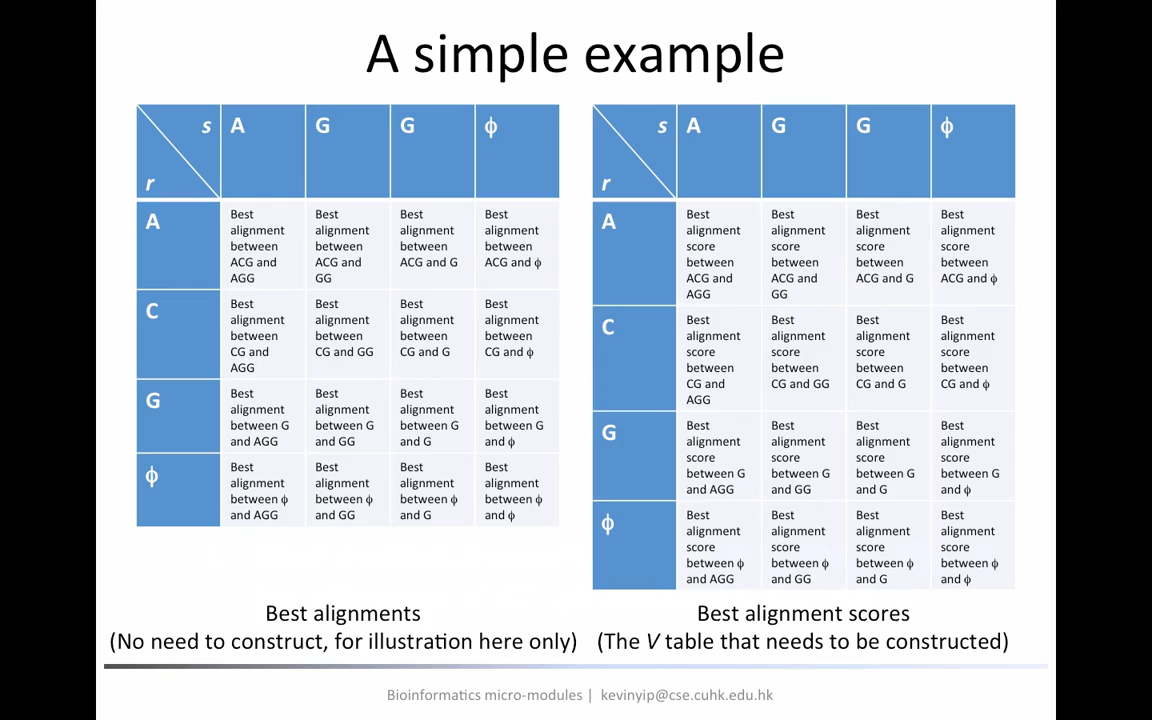 A simple example
s A G G ϕ
r
A
Best
alignment
between
ACG and
AGG
Best
alignment
between
ACG and
GG
Best
alignment
between
ACG and G
Best
alignment
between
ACG and ϕ
C
Best
alignment
between
CG and
AGG
Best
alignment
between
CG and GG
Best
alignment
between
CG and G
Best
alignment
between
CG and ϕ
G
Best
alignment
between G
and AGG
Best
alignment
between G
and GG
Best
alignment
between G
and G
Best
alignment
between G
and ϕ
ϕ
Best
alignment
between ϕ
and AGG
Best
alignment
between ϕ
and GG
Best
alignment
between ϕ
and G
Best
alignment
between ϕ
and ϕ
Best alignments
(No need to construct, for illustration here only)
s A G G ϕ
r
A
Best
alignment
score
between
ACG and
AGG
Best
alignment
score
between
ACG and
GG
Best
alignment
score
between
ACG and G
Best
alignment
score
between
ACG and ϕ
C
Best
alignment
score
between
CG and
AGG
Best
alignment
score
between
CG and GG
Best
alignment
score
between
CG and G
Best
alignment
score
between
CG and ϕ
G
Best
alignment
score
between G
and AGG
Best
alignment
score
between G
and GG
Best
alignment
score
between G
and G
Best
alignment
score
between G
and ϕ
ϕ
Best
alignment
score
between ϕ
and AGG
Best
alignment
score
between ϕ
and GG
Best
alignment
score
between ϕ
and G
Best
alignment
score
between ϕ
and ϕ
Best alignment scores
(The V table that needs to be constructed)
Bioinformatics micro-modules | kevinyip@cse.cuhk.edu.hk